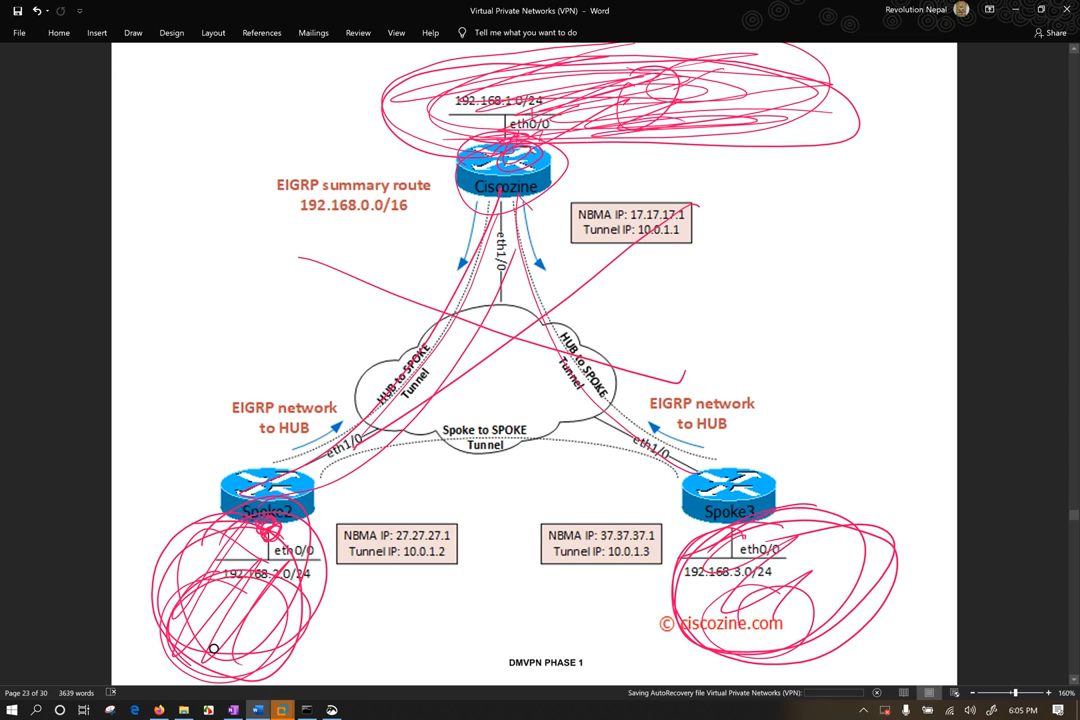 Virtual Private Networks (VPN) - Word
Revolution Nepal
File Home Insert Draw Design Layout References Mailings Review View Help Tell me what you want to do
Share
192.168.1.0/24
eth0/0
Ciscozine
EIGRP summary route
192.168.0.0/16
NBMA IP: 17.17.17.1
Tunnel IP: 10.0.1.1
eth1/0
HUB to SPOKE
Tunnel
HUB to SPOKE
Tunnel
EIGRP network
to HUB
EIGRP network
to HUB
Spoke to SPOKE
Tunnel
eth1/0
eth1/0
Spoke2
Spoke3
NBMA IP: 27.27.27.1
Tunnel IP: 10.0.1.2
NBMA IP: 37.37.37.1
Tunnel IP: 10.0.1.3
eth0/0
192.168.2.0/24
eth0/0
192.168.3.0/24
© ciscozine.com
DMVPN PHASE 1
Page 23 of 30 3639 words
Saving AutoRecovery file Virtual Private Networks (VPN):
160%
6:05 PM